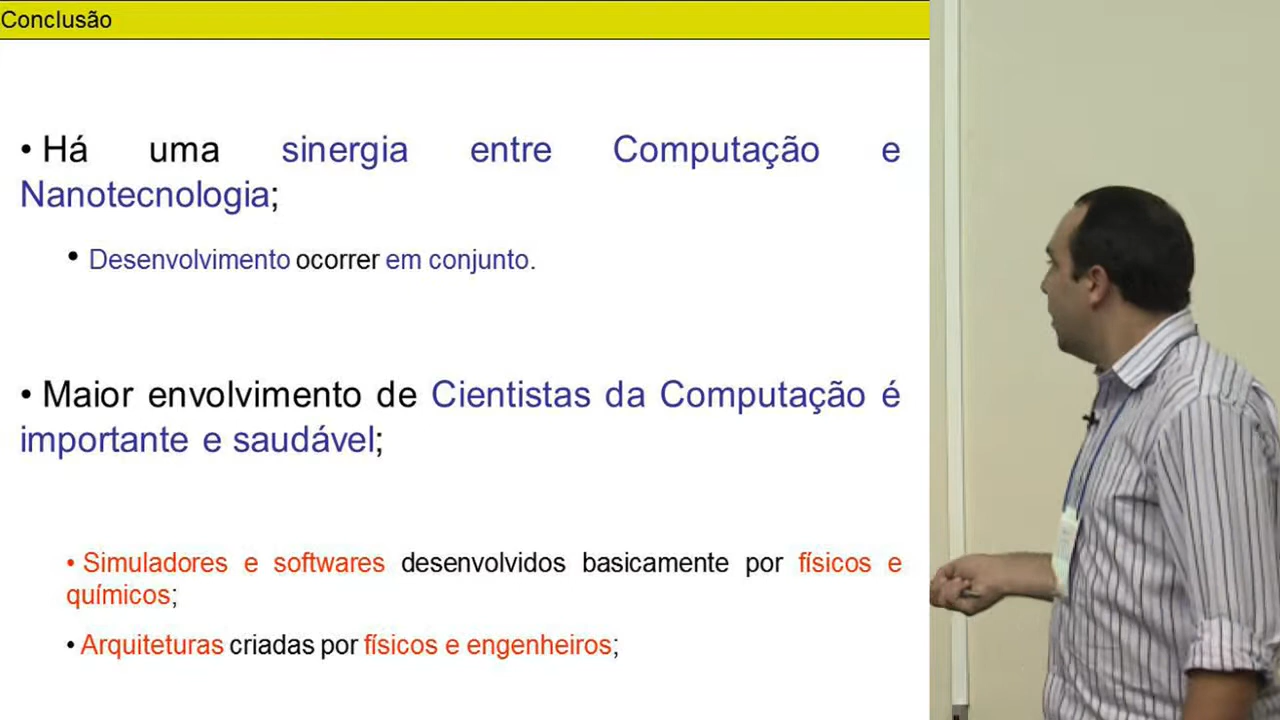 Conclusão
• Há uma sinergia entre Computação e
Nanotecnologia;
• Desenvolvimento ocorrer em conjunto.
• Maior envolvimento de Cientistas da Computação é
importante e saudável;
• Simuladores e softwares desenvolvidos basicamente por físicos e
químicos;
• Arquiteturas criadas por físicos e engenheiros;